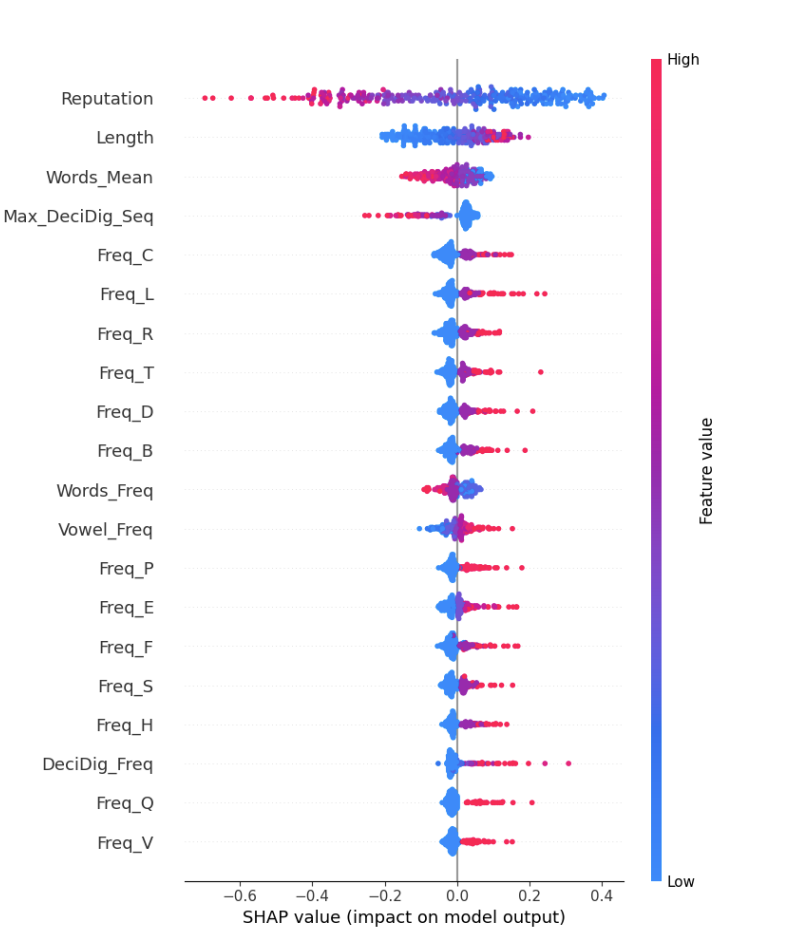 High
Reputation
Length
Words_Mean
Max_DeciDig_Seq
Freq_C
Freq_L
Freq_R
Freq_T
Freq_D
Freq_B
Words_Freq
Vowel_Freq
Freq_P
Freq_E
Freq_F
Freq_S
Freq_H
DeciDig_Freq
Freq_Q
Freq_V
Feature value
Low
−0.6 −0.4 −0.2 0.0 0.2 0.4
SHAP value (impact on model output)